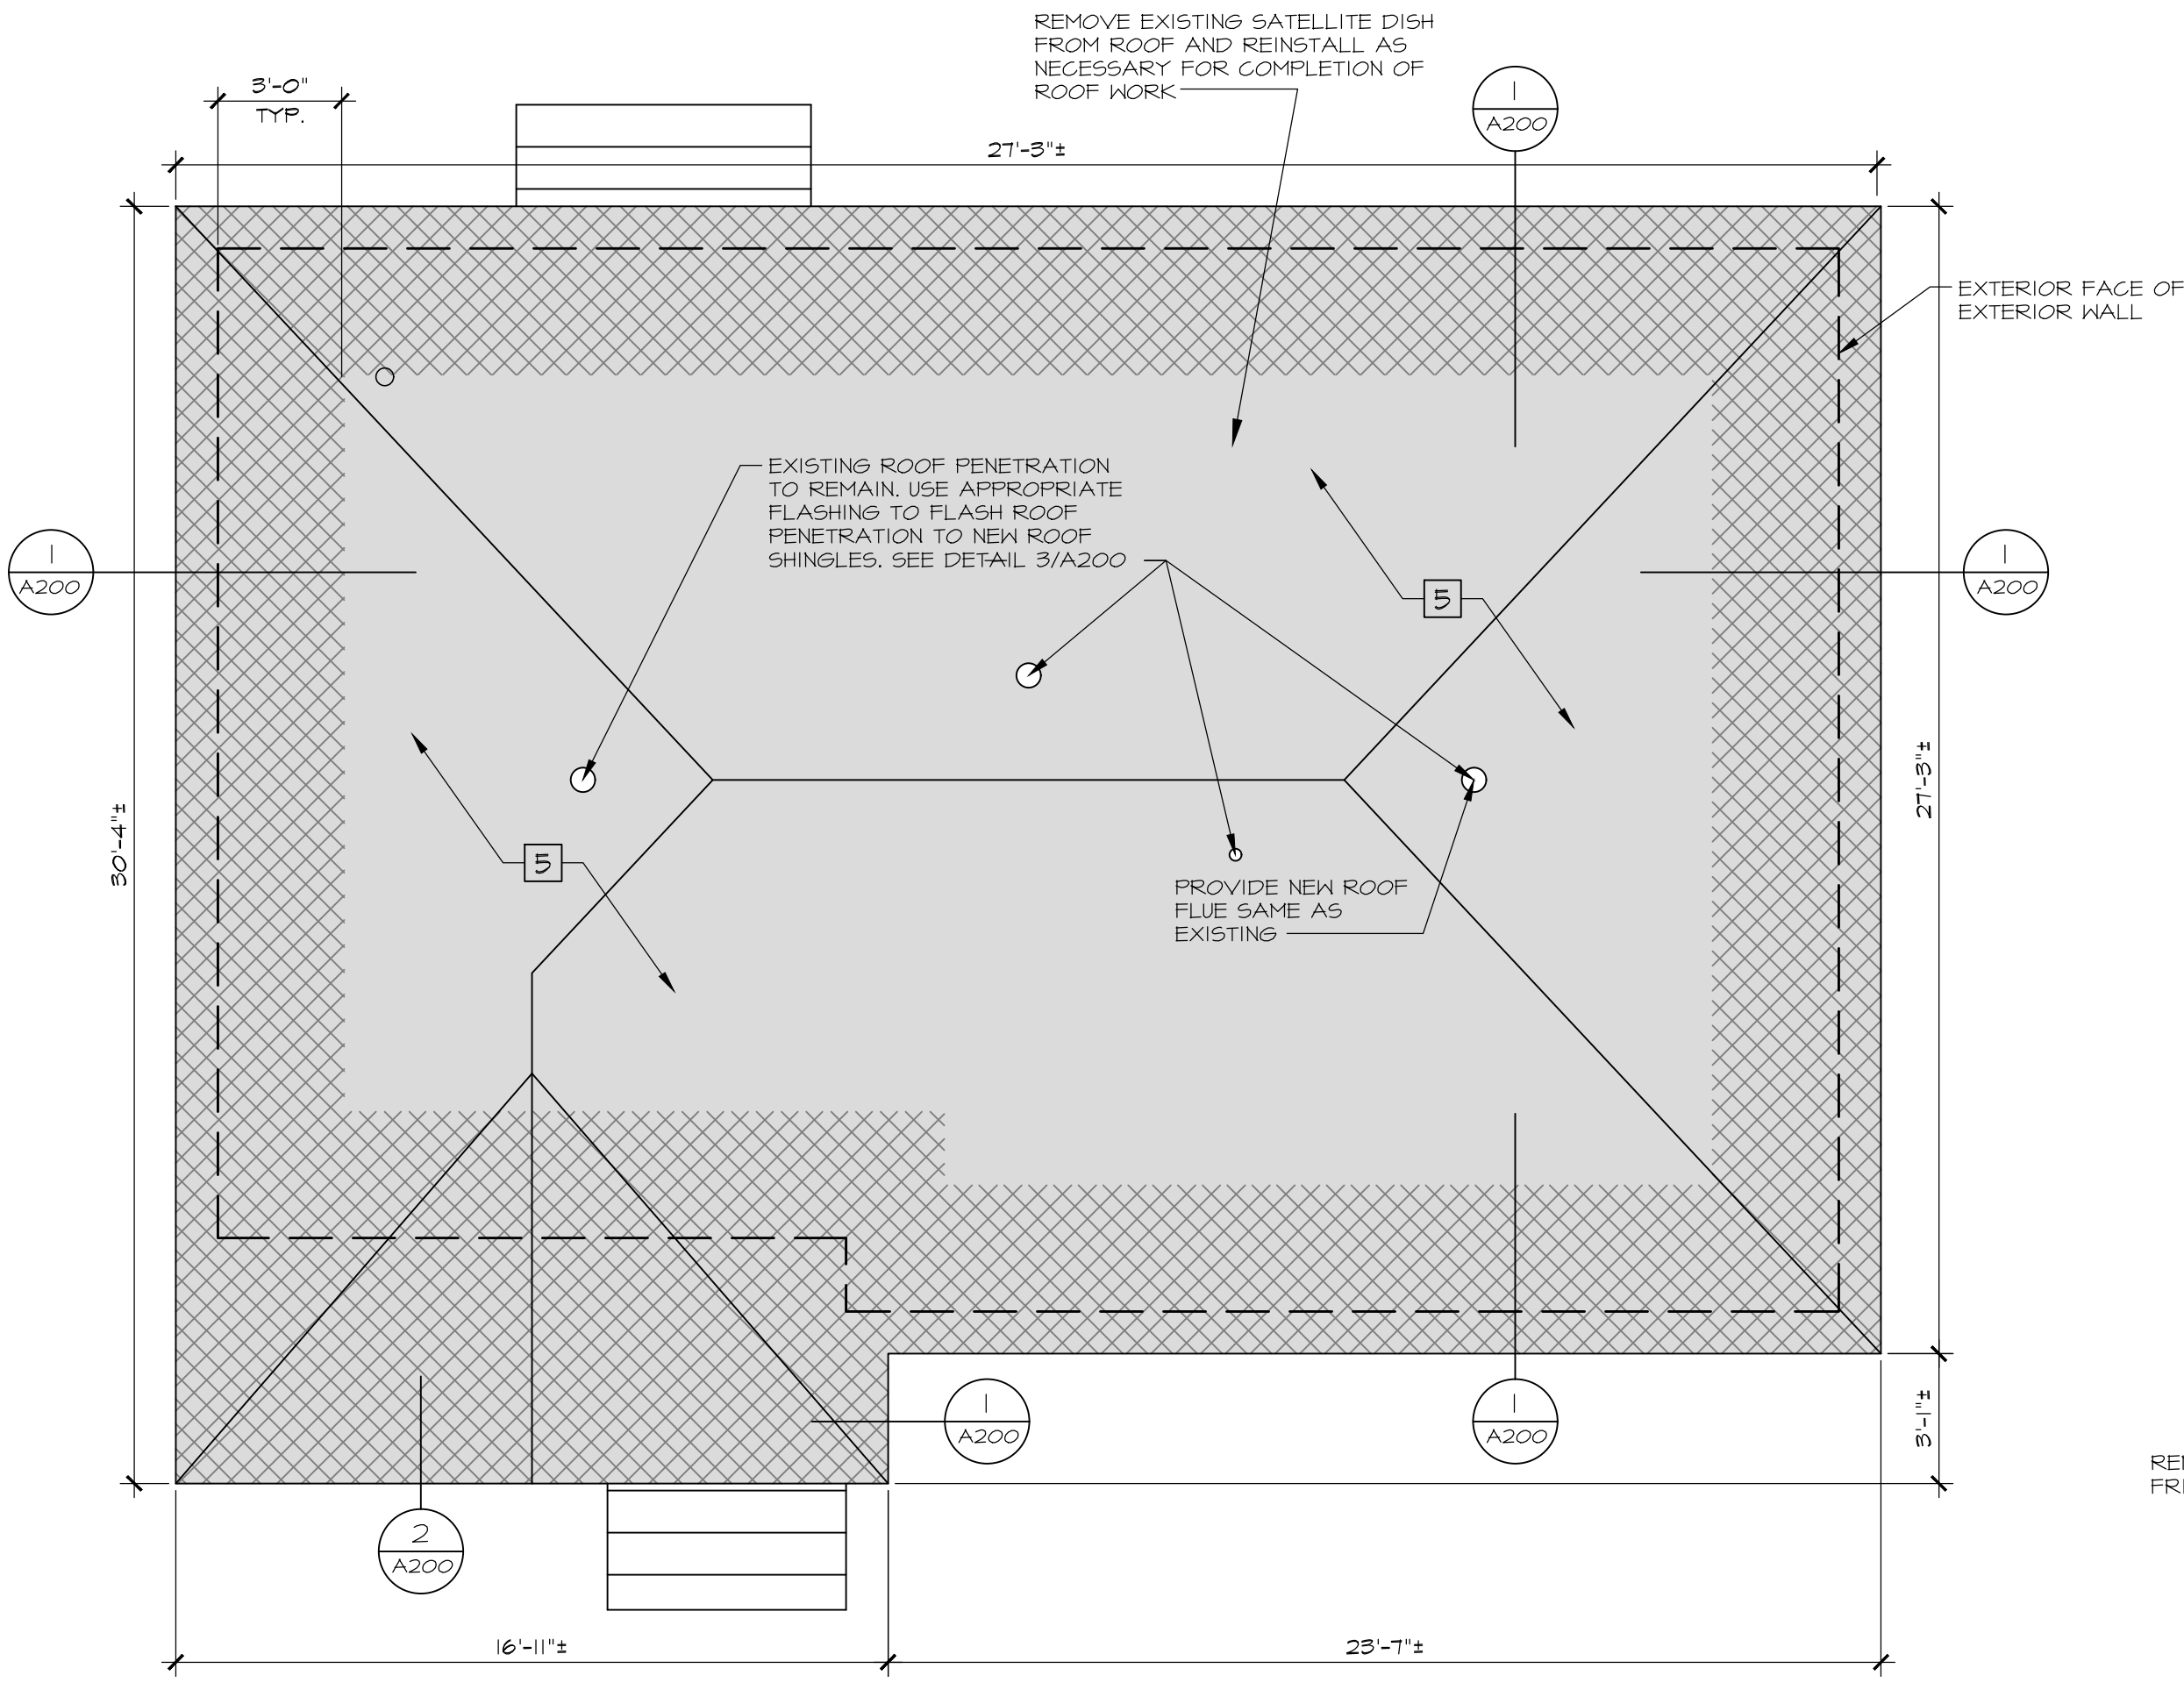 REMOVE EXISTING SATELLITE DISH
FROM ROOF AND REINSTALL AS
NECESSARY FOR COMPLETION OF
ROOF WORK
3'-0"
TYP.
1
A200
27'-3"±
EXTERIOR FACE OF
EXTERIOR WALL
EXISTING ROOF PENETRATION
TO REMAIN. USE APPROPRIATE
FLASHING TO FLASH ROOF
PENETRATION TO NEW ROOF
SHINGLES. SEE DETAIL 3/A200
1
A200
5
1
A200
30'-4"±
27'-3"±
5
PROVIDE NEW ROOF
FLUE SAME AS
EXISTING
1
A200
1
A200
3'-1"±
2
A200
16'-11"±
23'-7"±